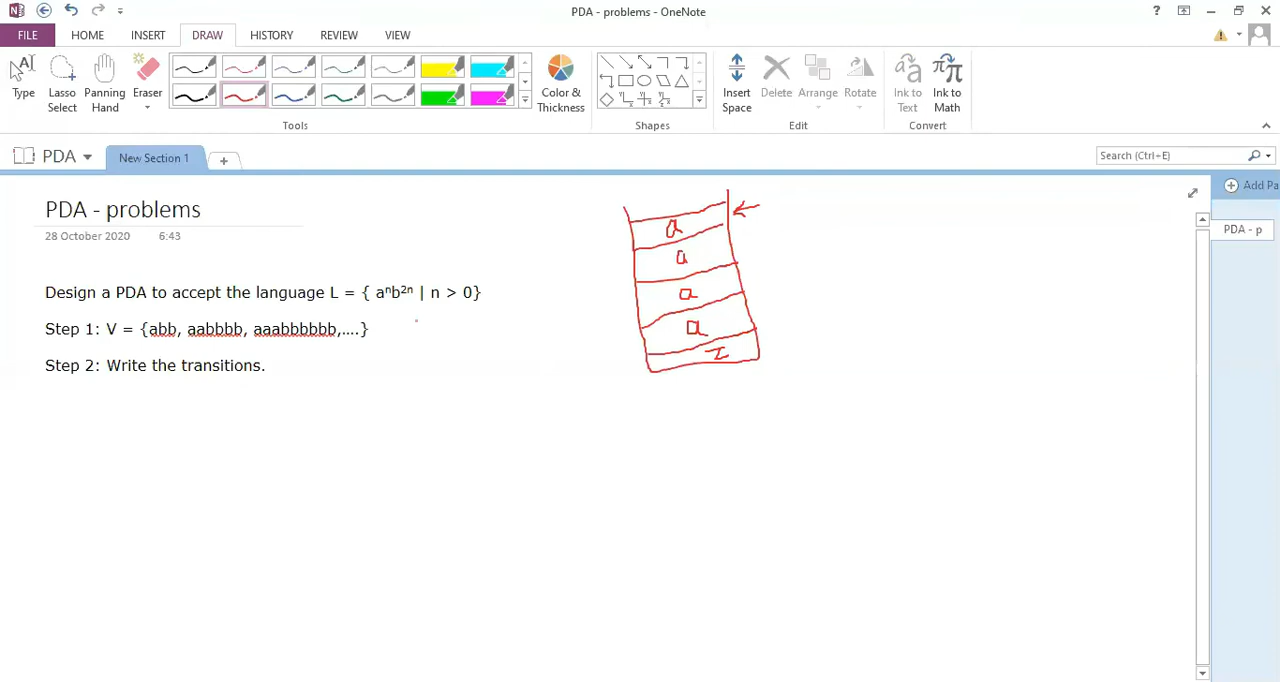 PDA - problems - OneNote
FILE HOME INSERT DRAW HISTORY REVIEW VIEW
Type
Lasso Select
Panning Hand
Eraser
Color & Thickness
Insert Space
Delete
Arrange
Rotate
Ink to Text
Ink to Math
Tools
Shapes
Edit
Convert
PDA
New Section 1
Search (Ctrl+E)
Add Pa
PDA - p
PDA - problems
28 October 2020 6:43
Design a PDA to accept the language L = { aⁿb²ⁿ | n > 0}
Step 1: V = {abb, aabbbb, aaabbbbbb,....}
Step 2: Write the transitions.
a
a
a
a
z